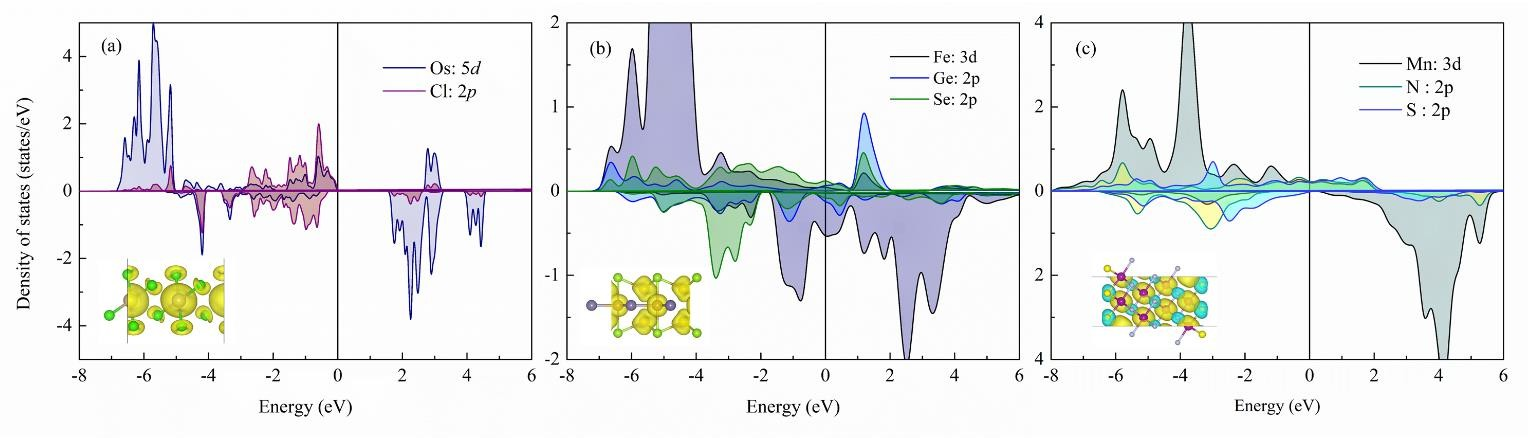 (a)
Os: 5d
Cl: 2p
Density of states (states/eV)
4
2
0
-2
-4
-8 -6 -4 -2 0 2 4 6
Energy (eV)
(b)
Fe: 3d
Ge: 2p
Se: 2p
2
1
0
-1
-2
-8 -6 -4 -2 0 2 4 6
Energy (eV)
(c)
Mn: 3d
N : 2p
S : 2p
4
2
0
2
4
-8 -6 -4 -2 0 2 4 6
Energy (eV)